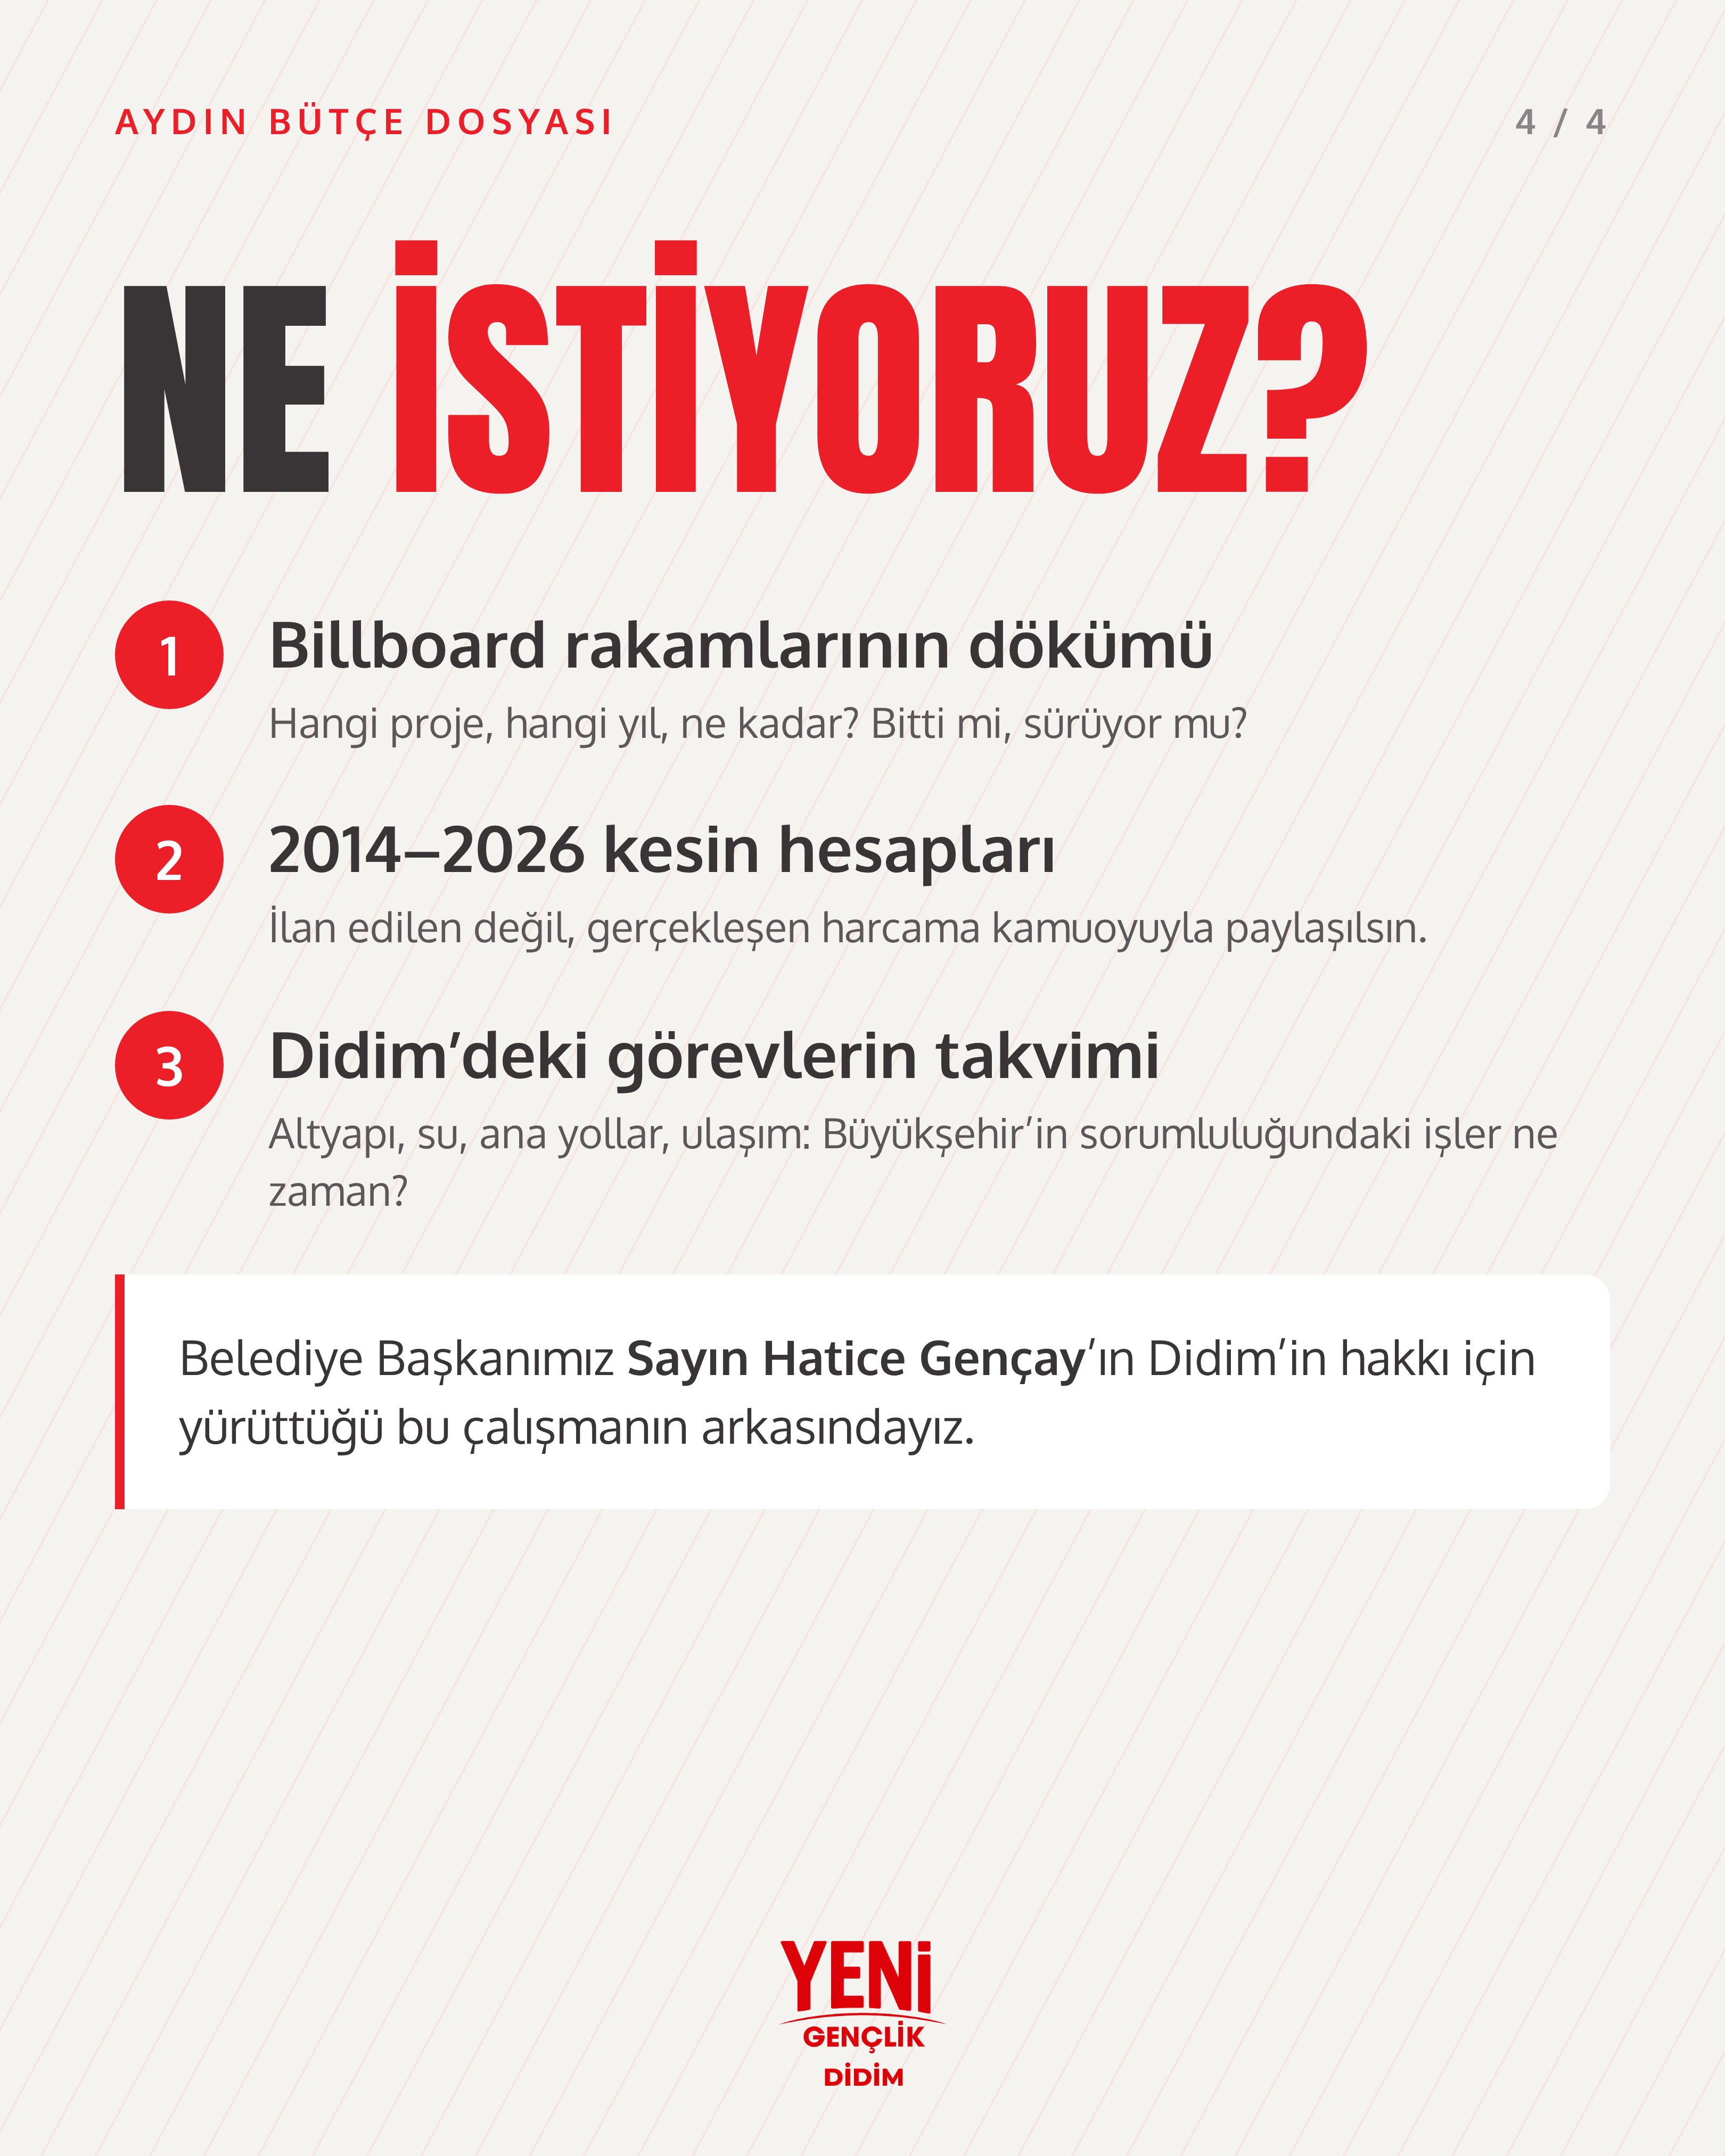 AYDIN BÜTÇE DOSYASI
4 / 4
NE İSTİYORUZ?
1
Billboard rakamlarının dökümü
Hangi proje, hangi yıl, ne kadar? Bitti mi, sürüyor mu?
2
2014–2026 kesin hesapları
İlan edilen değil, gerçekleşen harcama kamuoyuyla paylaşılsın.
3
Didim’deki görevlerin takvimi
Altyapı, su, ana yollar, ulaşım: Büyükşehir’in sorumluluğundaki işler ne
zaman?
Belediye Başkanımız Sayın Hatice Gençay’ın Didim’in hakkı için
yürüttüğü bu çalışmanın arkasındayız.
YENİ
GENÇLİK
DİDİM